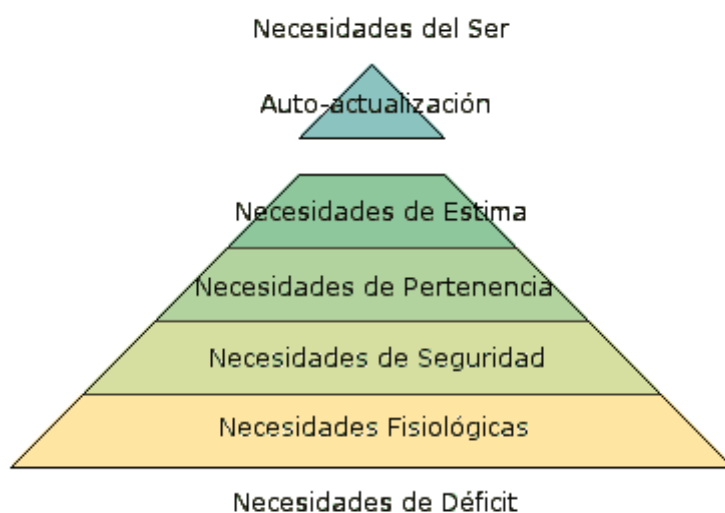 Necesidades del Ser
Auto-actualización
Necesidades de Estima
Necesidades de Pertenencia
Necesidades de Seguridad
Necesidades Fisiológicas
Necesidades de Déficit